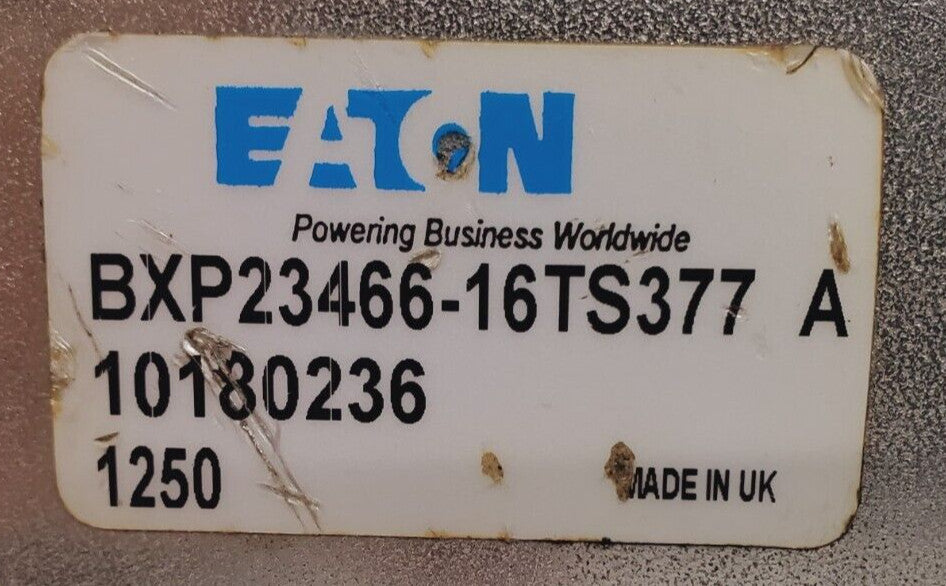 EATON
Powering Business Worldwide
BXP23466-16TS377 A
10180236
1250
MADE IN UK